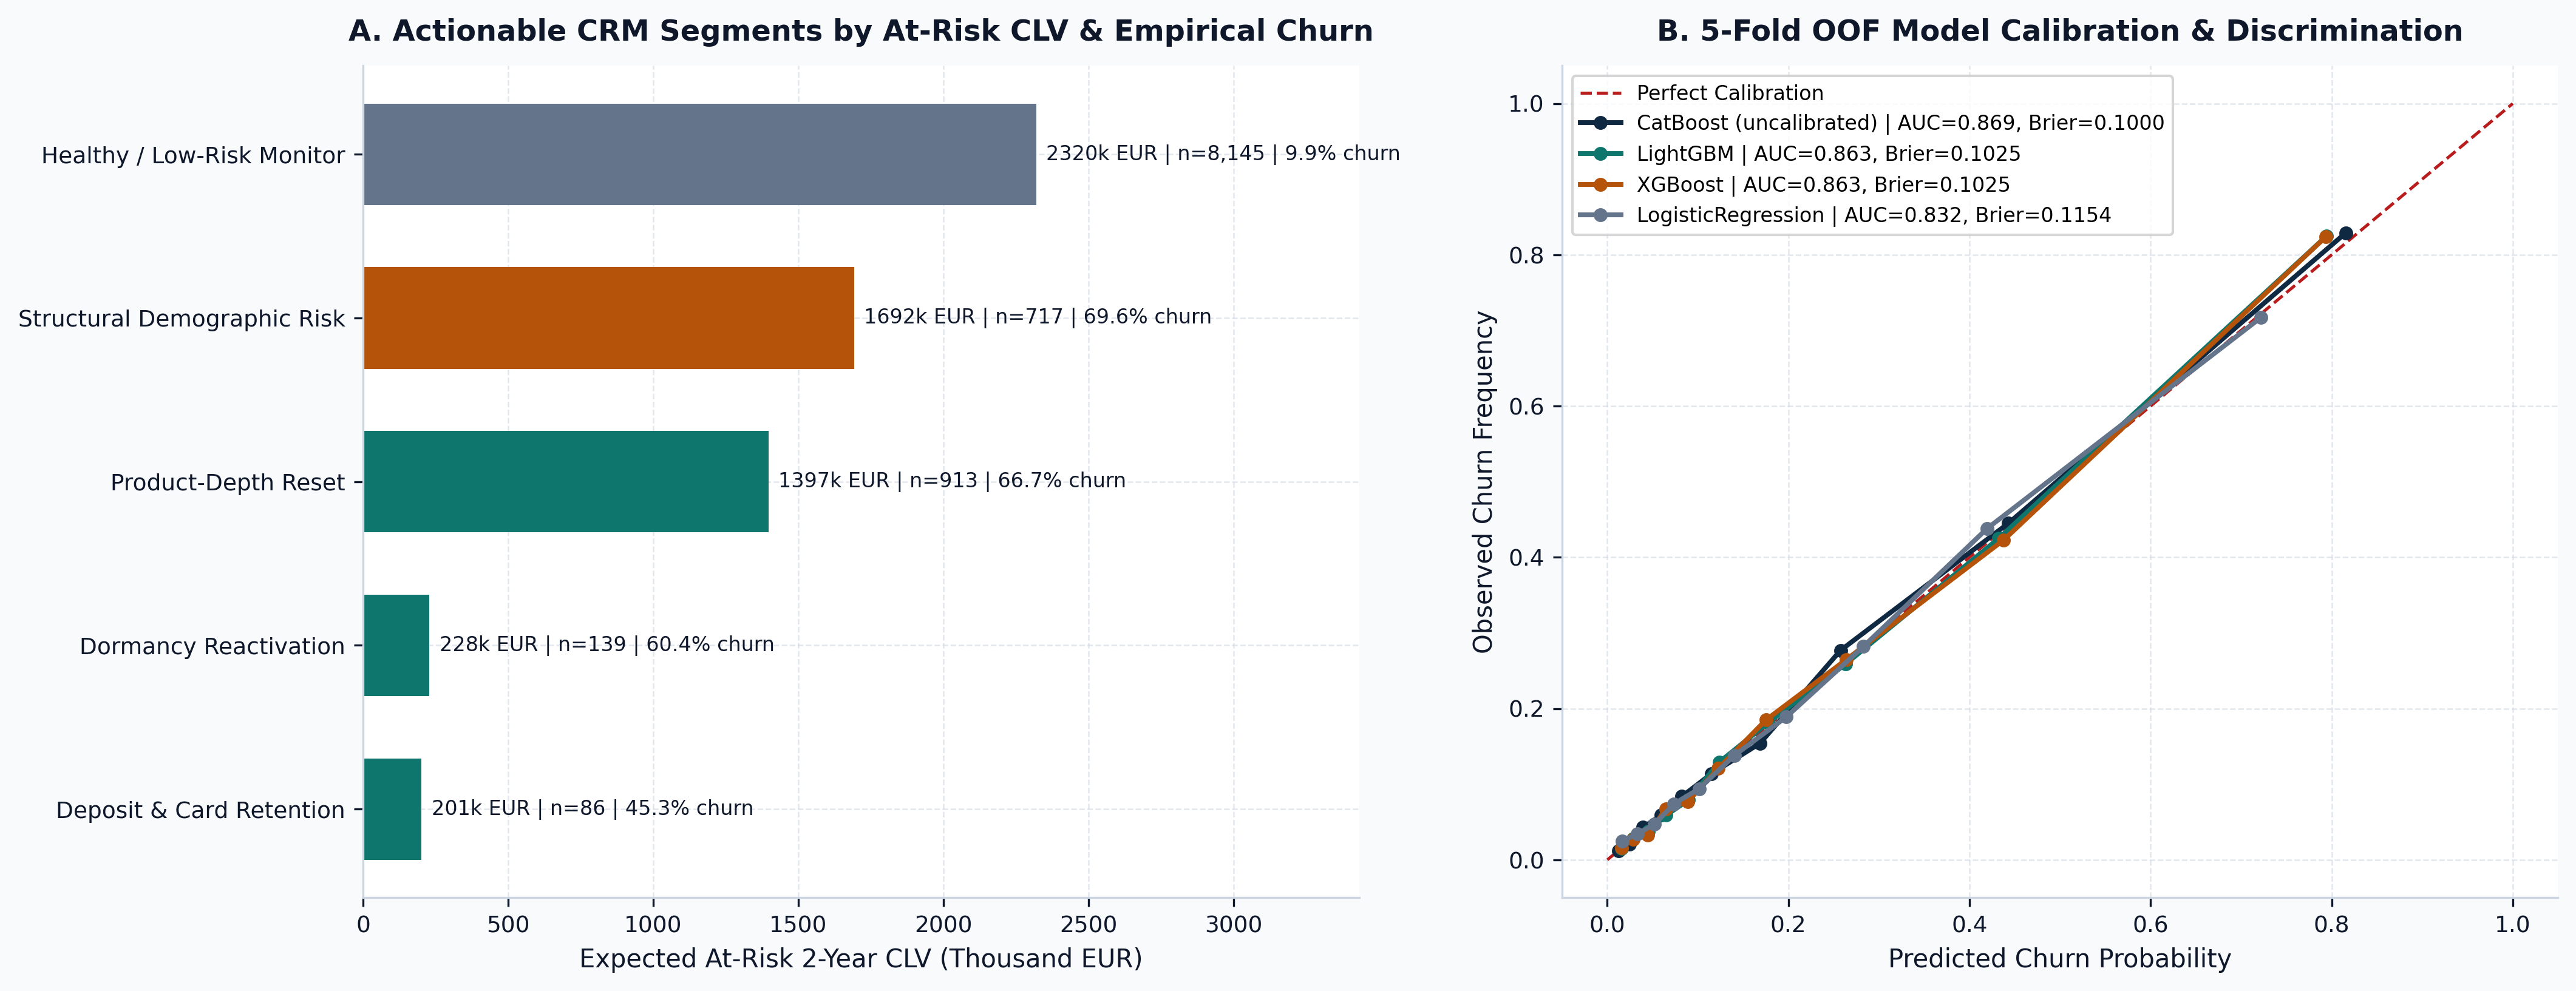 A. Actionable CRM Segments by At-Risk CLV & Empirical Churn
Healthy / Low-Risk Monitor
2320k EUR | n=8,145 | 9.9% churn
Structural Demographic Risk
1692k EUR | n=717 | 69.6% churn
Product-Depth Reset
1397k EUR | n=913 | 66.7% churn
Dormancy Reactivation
228k EUR | n=139 | 60.4% churn
Deposit & Card Retention
201k EUR | n=86 | 45.3% churn
0 500 1000 1500 2000 2500 3000
Expected At-Risk 2-Year CLV (Thousand EUR)
B. 5-Fold OOF Model Calibration & Discrimination
Perfect Calibration
CatBoost (uncalibrated) | AUC=0.869, Brier=0.1000
LightGBM | AUC=0.863, Brier=0.1025
XGBoost | AUC=0.863, Brier=0.1025
LogisticRegression | AUC=0.832, Brier=0.1154
Observed Churn Frequency
1.0
0.8
0.6
0.4
0.2
0.0
0.0 0.2 0.4 0.6 0.8 1.0
Predicted Churn Probability